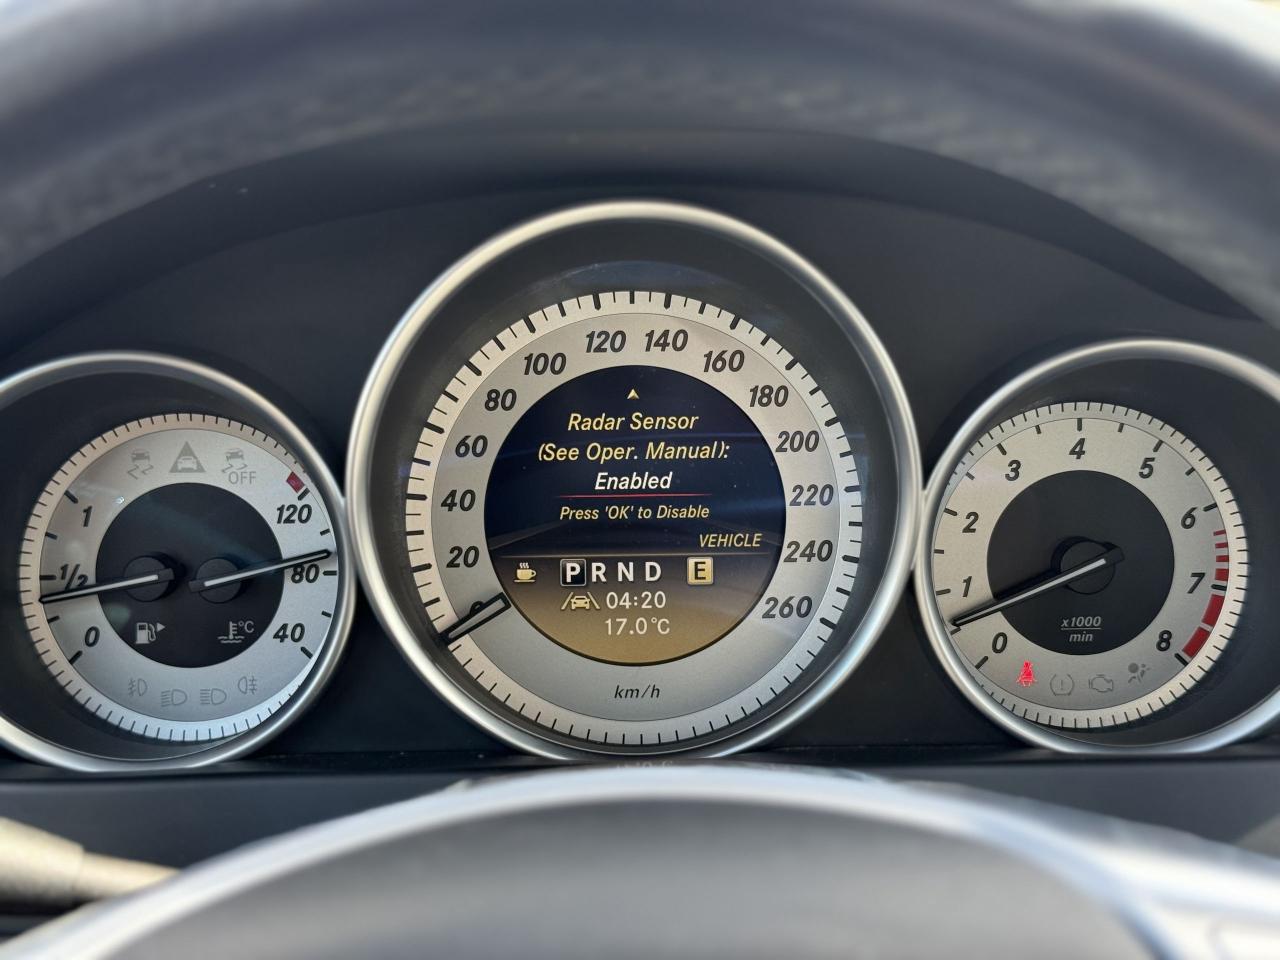 Radar Sensor
(See Oper. Manual):
Enabled
Press 'OK' to Disable
VEHICLE
P R N D E
04:20
17.0°C
0 20 40 60 80 100 120 140 160 180 200 220 240 260
km/h
OFF
1
1/2
0
120
80
40
°C
0 1 2 3 4 5 6 7 8
x1000
min